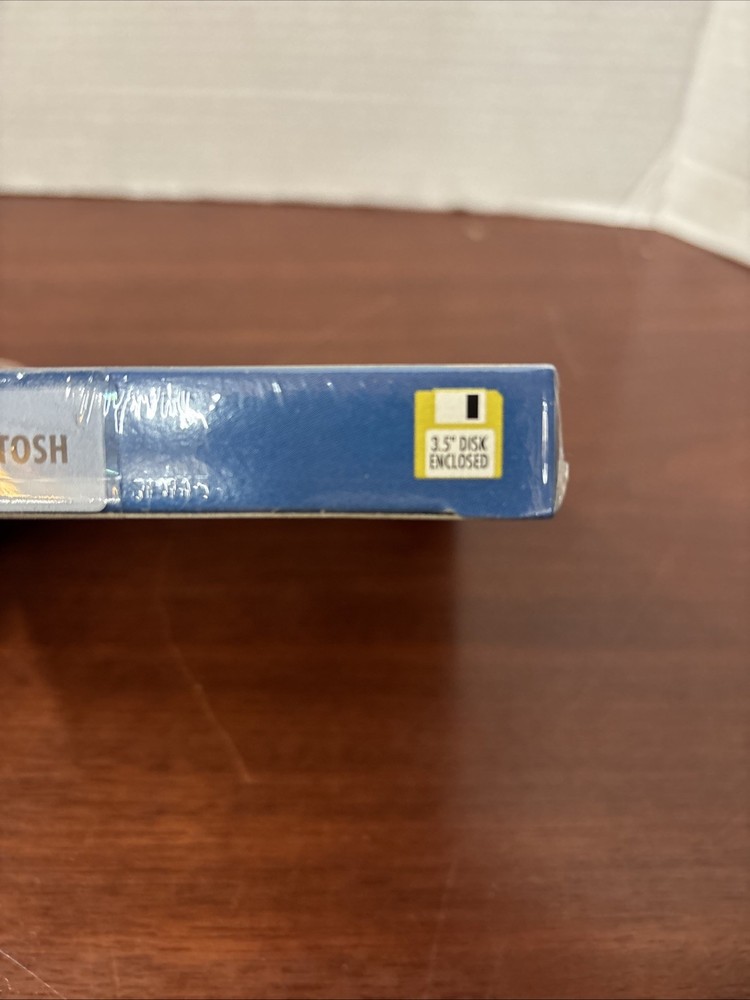 TOSH
3.5" DISK
ENCLOSED